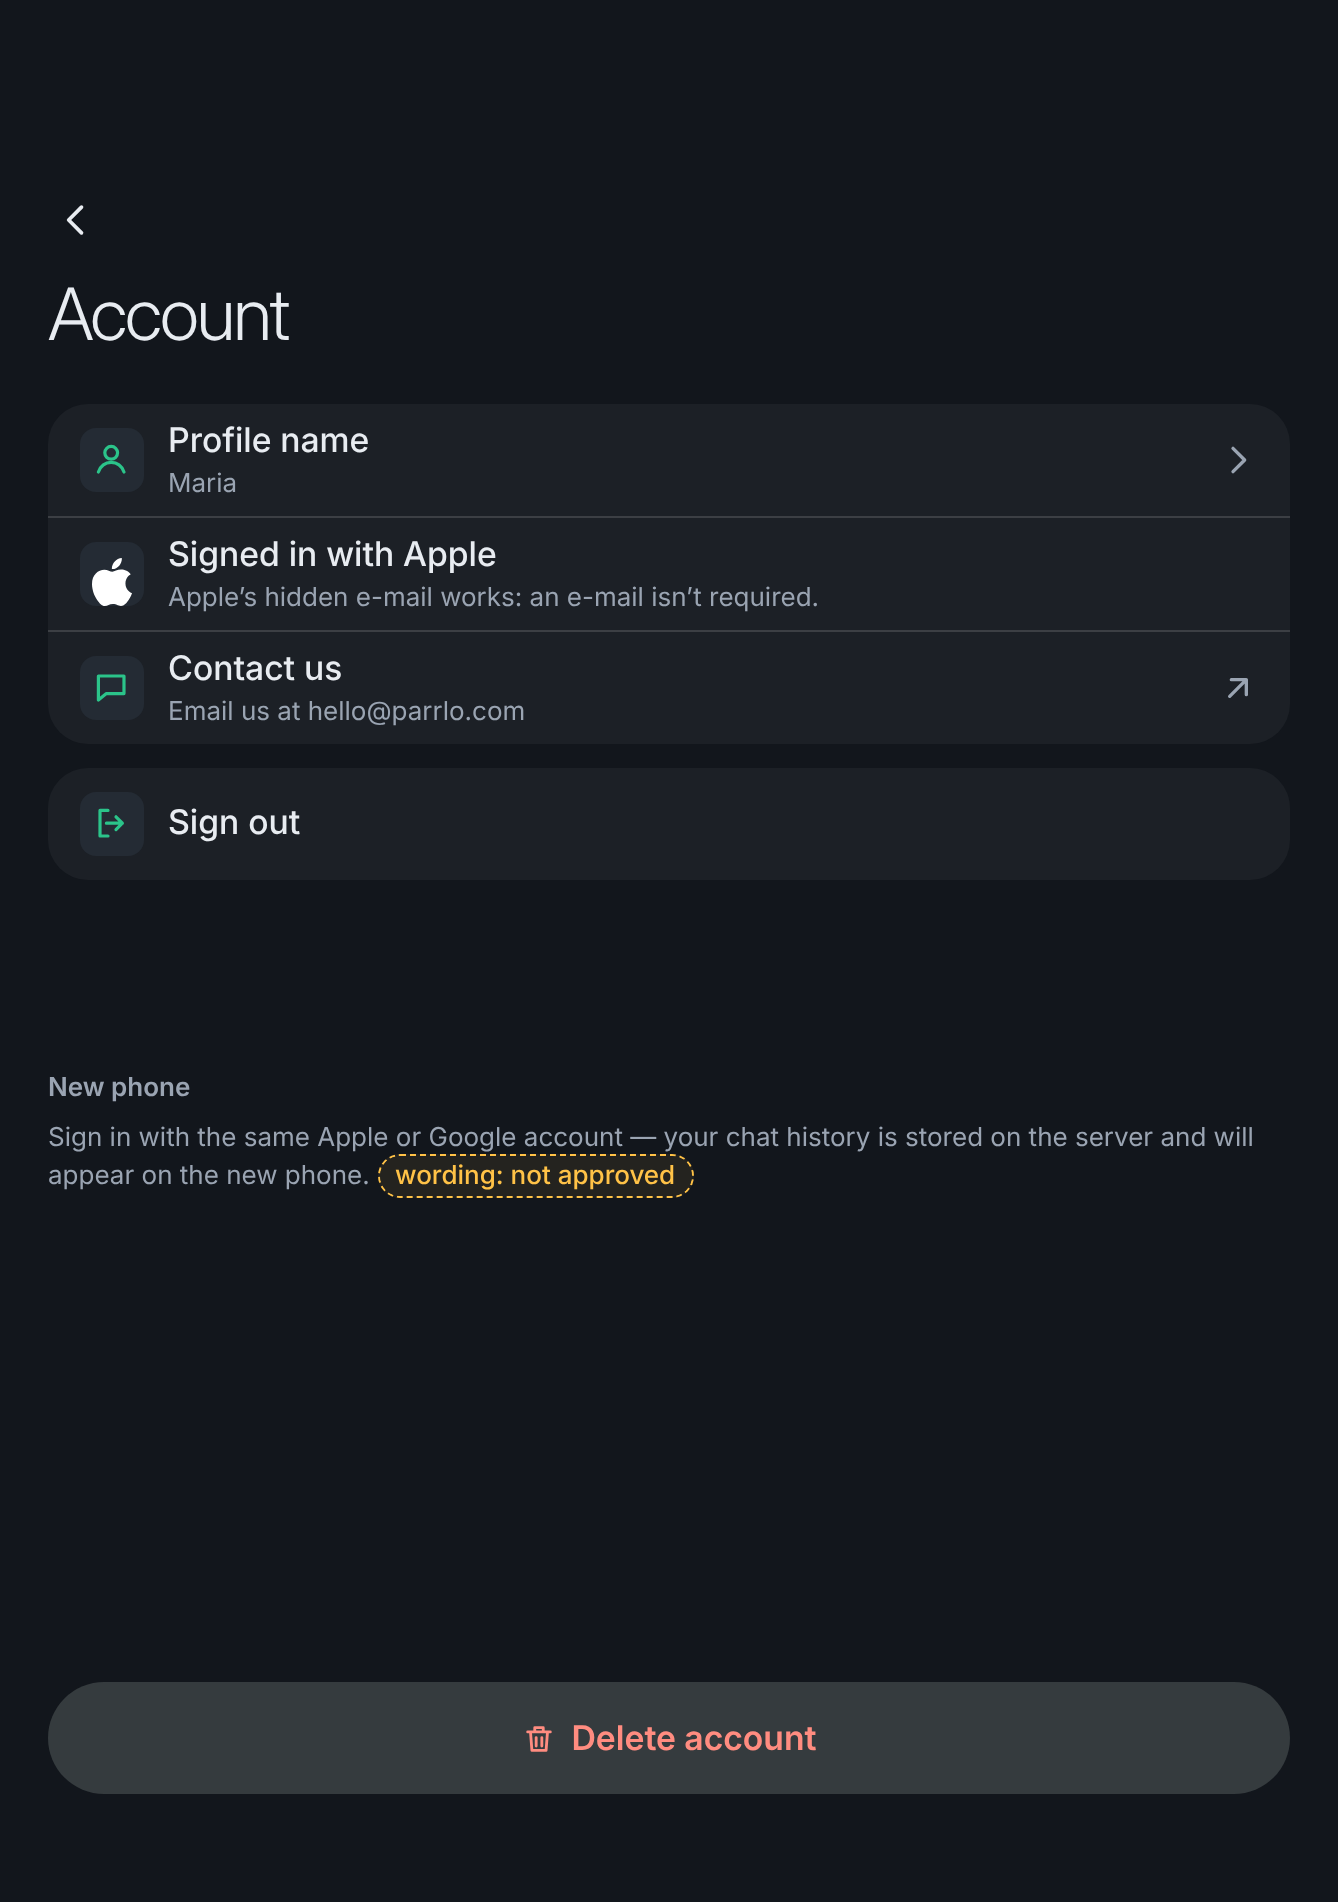 Account
Profile name
Maria
Signed in with Apple
Apple’s hidden e-mail works: an e-mail isn’t required.
Contact us
Email us at hello@parrlo.com
Sign out
New phone
Sign in with the same Apple or Google account — your chat history is stored on the server and will
appear on the new phone. wording: not approved
Delete account